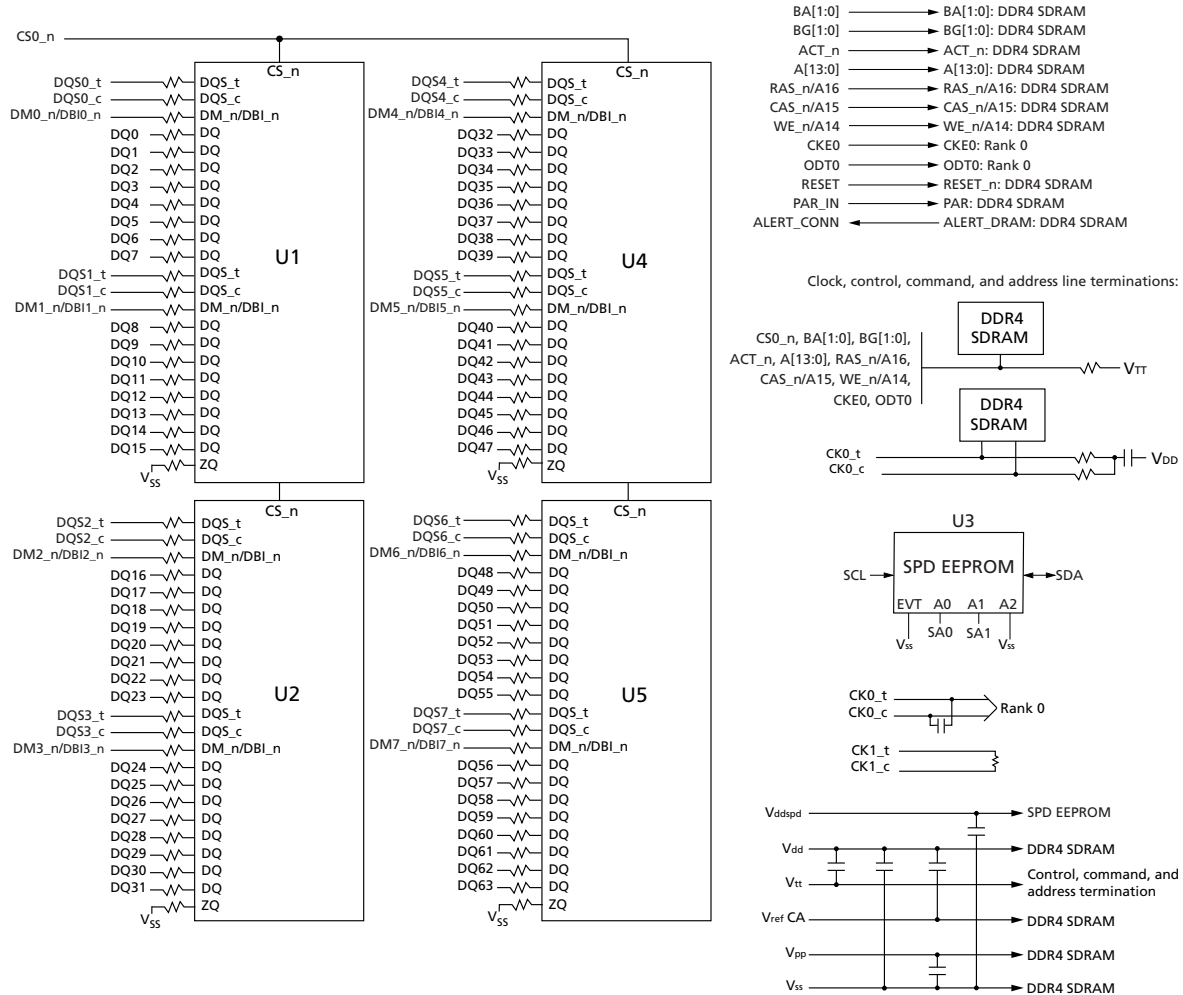 CS0_n
CS_n
DQS0_t DQS_t
DQS0_c DQS_c
DM0_n/DBI0_n DM_n/DBI_n
DQ0 DQ
DQ1 DQ
DQ2 DQ
DQ3 DQ
DQ4 DQ
DQ5 DQ
DQ6 DQ
DQ7 DQ
U1
DQS1_t DQS_t
DQS1_c DQS_c
DM1_n/DBI1_n DM_n/DBI_n
DQ8 DQ
DQ9 DQ
DQ10 DQ
DQ11 DQ
DQ12 DQ
DQ13 DQ
DQ14 DQ
DQ15 DQ
VSS ZQ
CS_n
DQS2_t DQS_t
DQS2_c DQS_c
DM2_n/DBI2_n DM_n/DBI_n
DQ16 DQ
DQ17 DQ
DQ18 DQ
DQ19 DQ
DQ20 DQ
DQ21 DQ
DQ22 DQ
DQ23 DQ
U2
DQS3_t DQS_t
DQS3_c DQS_c
DM3_n/DBI3_n DM_n/DBI_n
DQ24 DQ
DQ25 DQ
DQ26 DQ
DQ27 DQ
DQ28 DQ
DQ29 DQ
DQ30 DQ
DQ31 DQ
VSS ZQ
CS_n
DQS4_t DQS_t
DQS4_c DQS_c
DM4_n/DBI4_n DM_n/DBI_n
DQ32 DQ
DQ33 DQ
DQ34 DQ
DQ35 DQ
DQ36 DQ
DQ37 DQ
DQ38 DQ
DQ39 DQ
U4
DQS5_t DQS_t
DQS5_c DQS_c
DM5_n/DBI5_n DM_n/DBI_n
DQ40 DQ
DQ41 DQ
DQ42 DQ
DQ43 DQ
DQ44 DQ
DQ45 DQ
DQ46 DQ
DQ47 DQ
VSS ZQ
CS_n
DQS6_t DQS_t
DQS6_c DQS_c
DM6_n/DBI6_n DM_n/DBI_n
DQ48 DQ
DQ49 DQ
DQ50 DQ
DQ51 DQ
DQ52 DQ
DQ53 DQ
DQ54 DQ
DQ55 DQ
U5
DQS7_t DQS_t
DQS7_c DQS_c
DM7_n/DBI7_n DM_n/DBI_n
DQ56 DQ
DQ57 DQ
DQ58 DQ
DQ59 DQ
DQ60 DQ
DQ61 DQ
DQ62 DQ
DQ63 DQ
VSS ZQ
BA[1:0] BA[1:0]: DDR4 SDRAM
BG[1:0] BG[1:0]: DDR4 SDRAM
ACT_n ACT_n: DDR4 SDRAM
A[13:0] A[13:0]: DDR4 SDRAM
RAS_n/A16 RAS_n/A16: DDR4 SDRAM
CAS_n/A15 CAS_n/A15: DDR4 SDRAM
WE_n/A14 WE_n/A14: DDR4 SDRAM
CKE0 CKE0: Rank 0
ODT0 ODT0: Rank 0
RESET RESET_n: DDR4 SDRAM
PAR_IN PAR: DDR4 SDRAM
ALERT_CONN ALERT_DRAM: DDR4 SDRAM
Clock, control, command, and address line terminations:
DDR4
SDRAM
CS0_n, BA[1:0], BG[1:0],
ACT_n, A[13:0], RAS_n/A16,
CAS_n/A15, WE_n/A14,
CKE0, ODT0
VTT
DDR4
SDRAM
CK0_t
CK0_c
VDD
U3
SPD EEPROM
SCL SDA
EVT A0 A1 A2
Vss SA0 SA1 Vss
CK0_t
CK0_c
Rank 0
CK1_t
CK1_c
Vddspd SPD EEPROM
Vdd DDR4 SDRAM
Vtt Control, command, and
address termination
Vref CA DDR4 SDRAM
Vpp DDR4 SDRAM
Vss DDR4 SDRAM